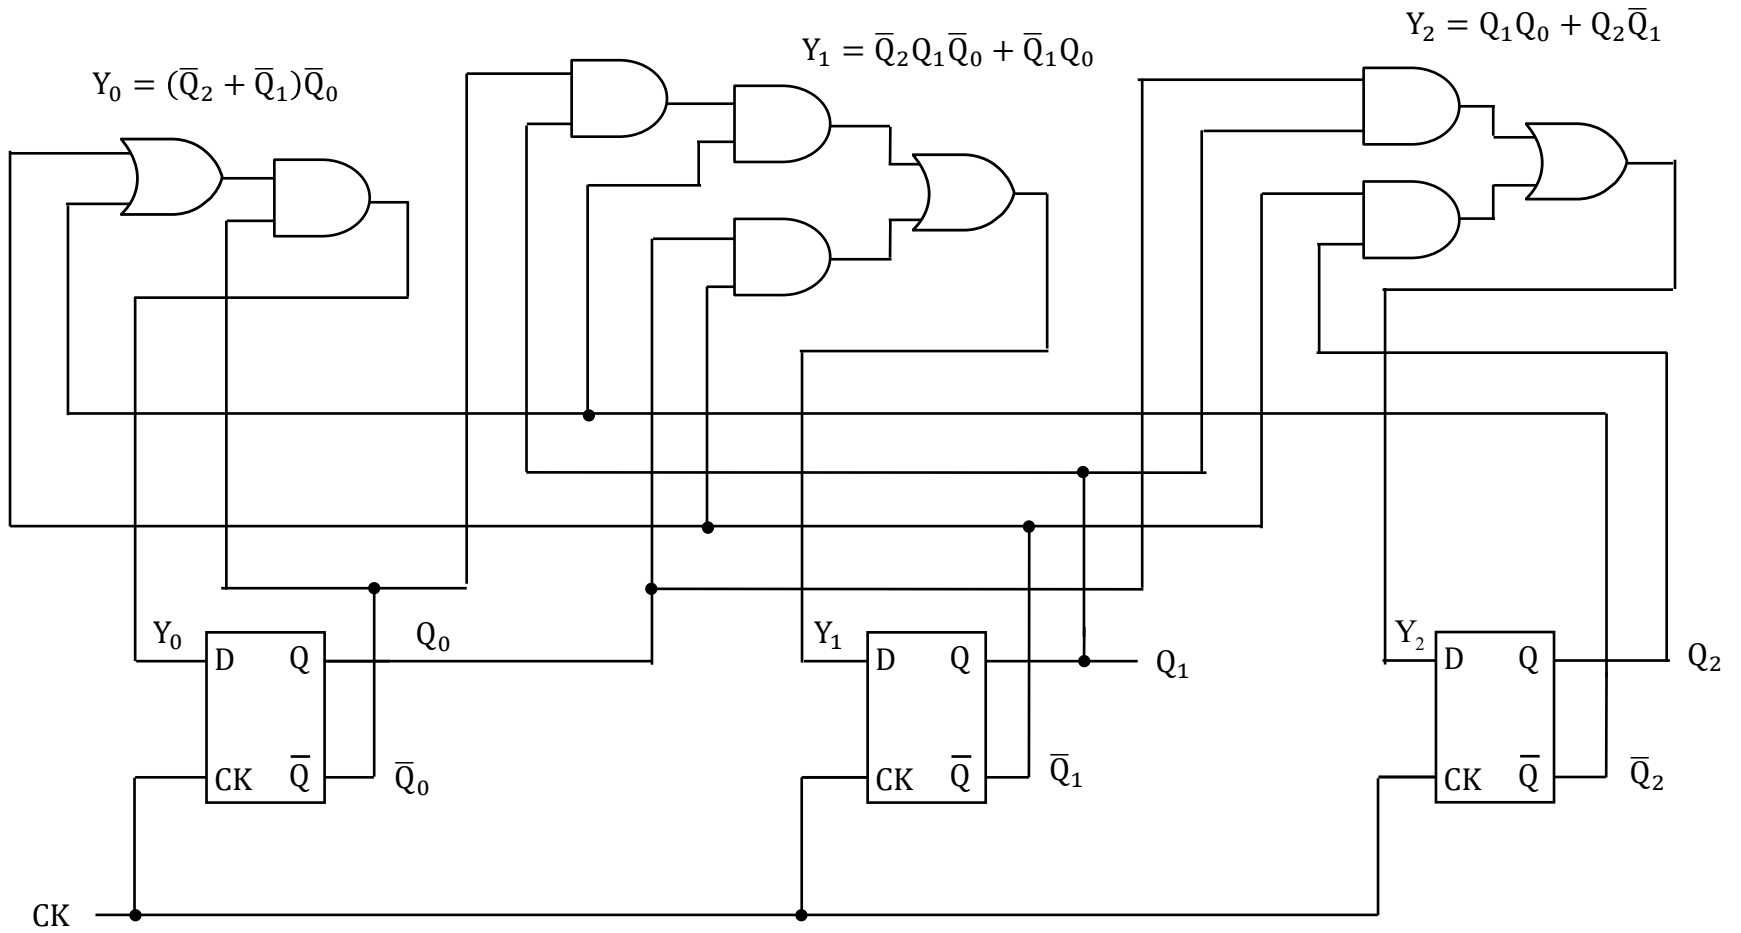 Y₂ = Q₁Q₀ + Q₂Q̅₁
Y₁ = Q̅₂Q₁Q̅₀ + Q̅₁Q₀
Y₀ = (Q̅₂ + Q̅₁)Q̅₀
Y₀
D
Q
CK
Q̅
Q₀
Q̅₀
Y₁
D
Q
CK
Q̅
Q₁
Q̅₁
Y₂
D
Q
CK
Q̅
Q₂
Q̅₂
CK